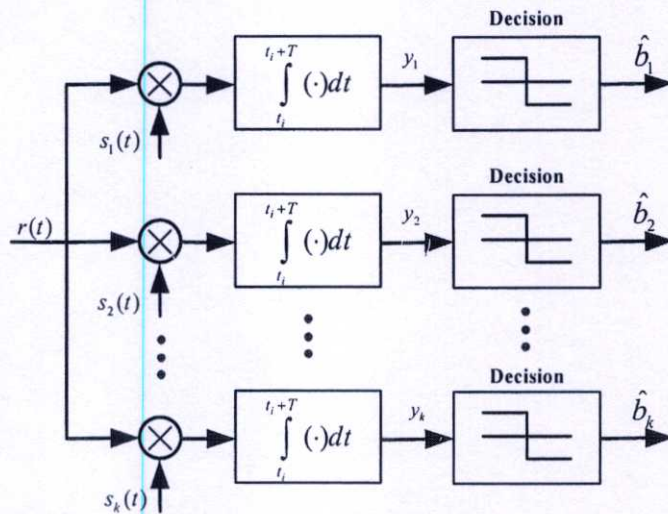 Decision
t_i+T
∫ (·)dt
t_i
y_1
b̂_1
s_1(t)
Decision
r(t)
t_i+T
∫ (·)dt
t_i
y_2
b̂_2
s_2(t)
Decision
t_i+T
∫ (·)dt
t_i
y_k
b̂_k
s_k(t)